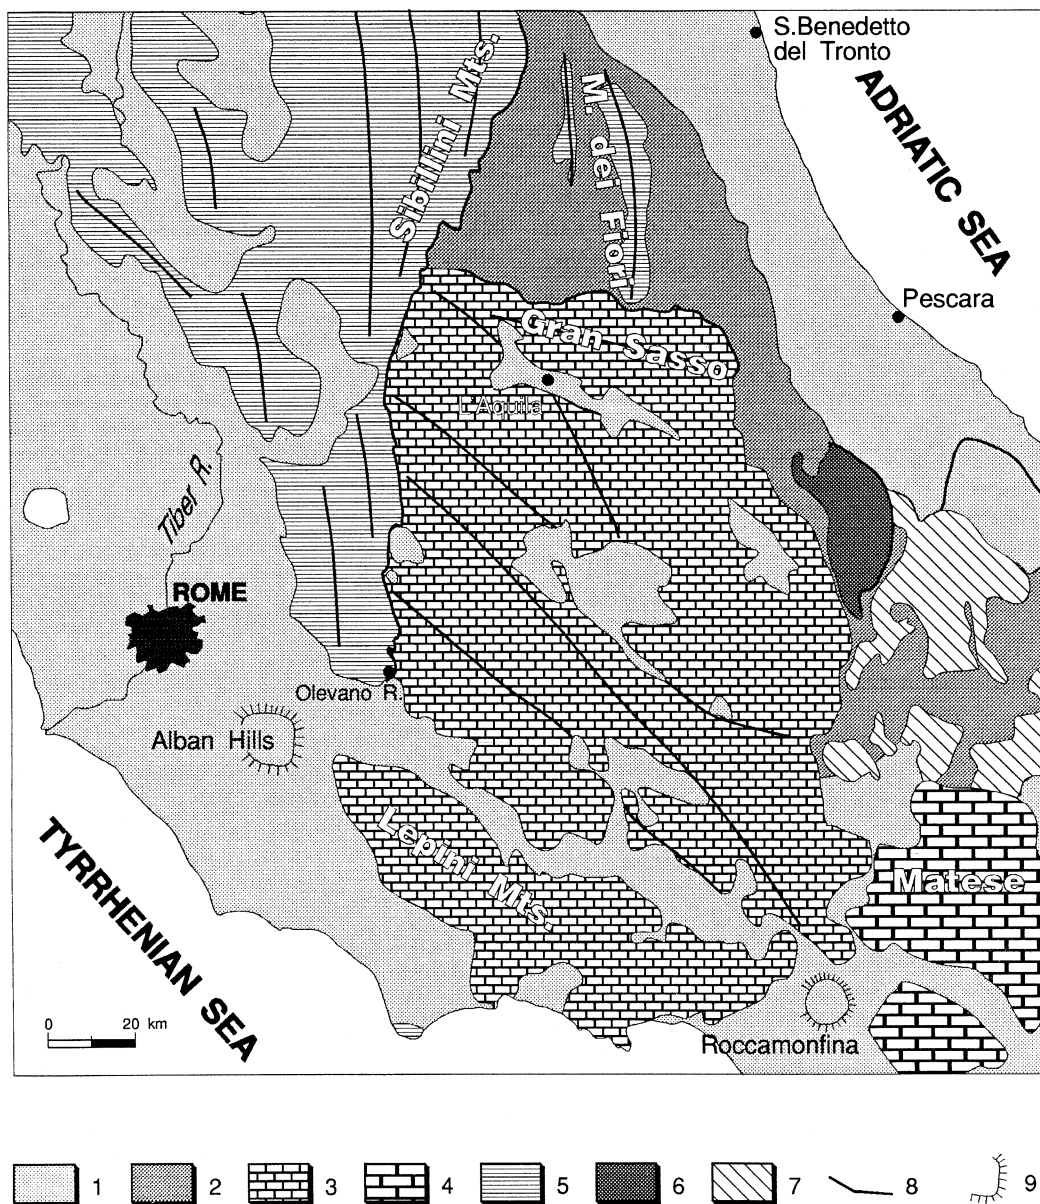 S.Benedetto
del Tronto
ADRIATIC SEA
Sibillini Mts.
M. dei Fiori
Pescara
Gran Sasso
L'Aquila
Tiber R.
ROME
Olevano R.
Alban Hills
Lepini Mts.
Matese
TYRRHENIAN SEA
0 20 km
Roccamonfina
1 2 3 4 5 6 7 8 9